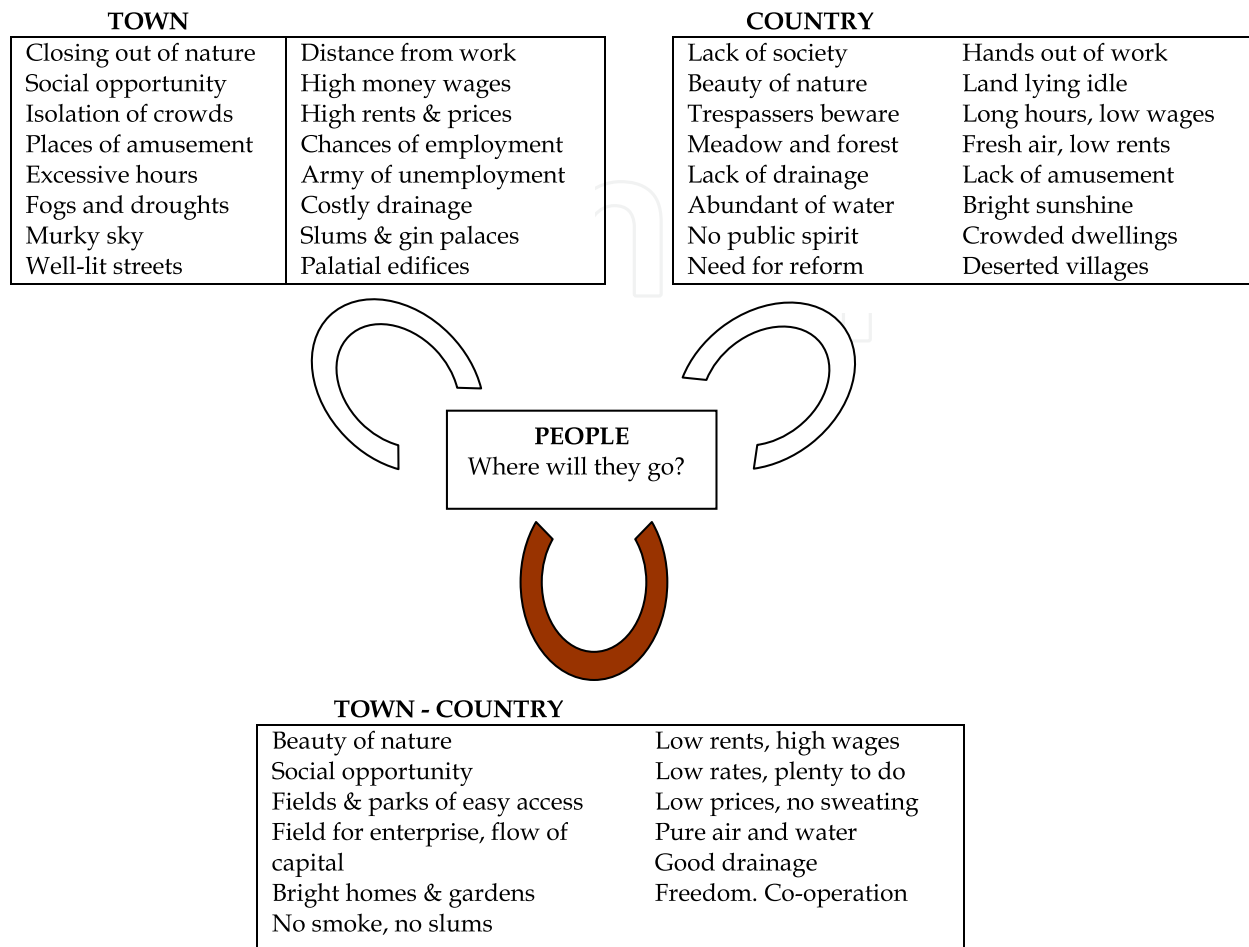 TOWN
Closing out of nature
Social opportunity
Isolation of crowds
Places of amusement
Excessive hours
Fogs and droughts
Murky sky
Well-lit streets
Distance from work
High money wages
High rents & prices
Chances of employment
Army of unemployment
Costly drainage
Slums & gin palaces
Palatial edifices
COUNTRY
Lack of society
Beauty of nature
Trespassers beware
Meadow and forest
Lack of drainage
Abundant of water
No public spirit
Need for reform
Hands out of work
Land lying idle
Long hours, low wages
Fresh air, low rents
Lack of amusement
Bright sunshine
Crowded dwellings
Deserted villages
PEOPLE
Where will they go?
TOWN - COUNTRY
Beauty of nature
Social opportunity
Fields & parks of easy access
Field for enterprise, flow of
capital
Bright homes & gardens
No smoke, no slums
Low rents, high wages
Low rates, plenty to do
Low prices, no sweating
Pure air and water
Good drainage
Freedom. Co-operation